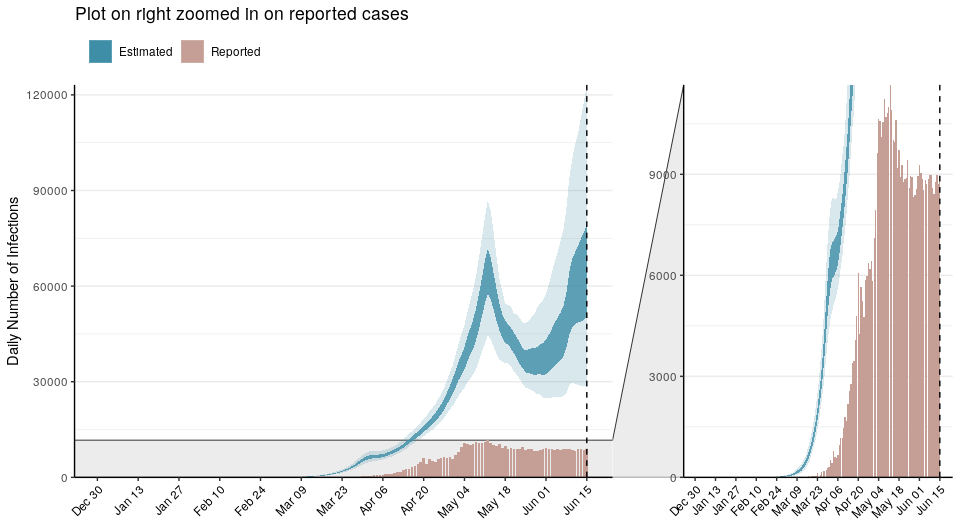 Plot on right zoomed in on reported cases
Estimated Reported
Daily Number of Infections
120000
90000
60000
30000
0
Dec 30 Jan 13 Jan 27 Feb 10 Feb 24 Mar 09 Mar 23 Apr 06 Apr 20 May 04 May 18 Jun 01 Jun 15
9000
6000
3000
0
Dec 30 Jan 13 Jan 27 Feb 10 Feb 24 Mar 09 Mar 23 Apr 06 Apr 20 May 04 May 18 Jun 01 Jun 15